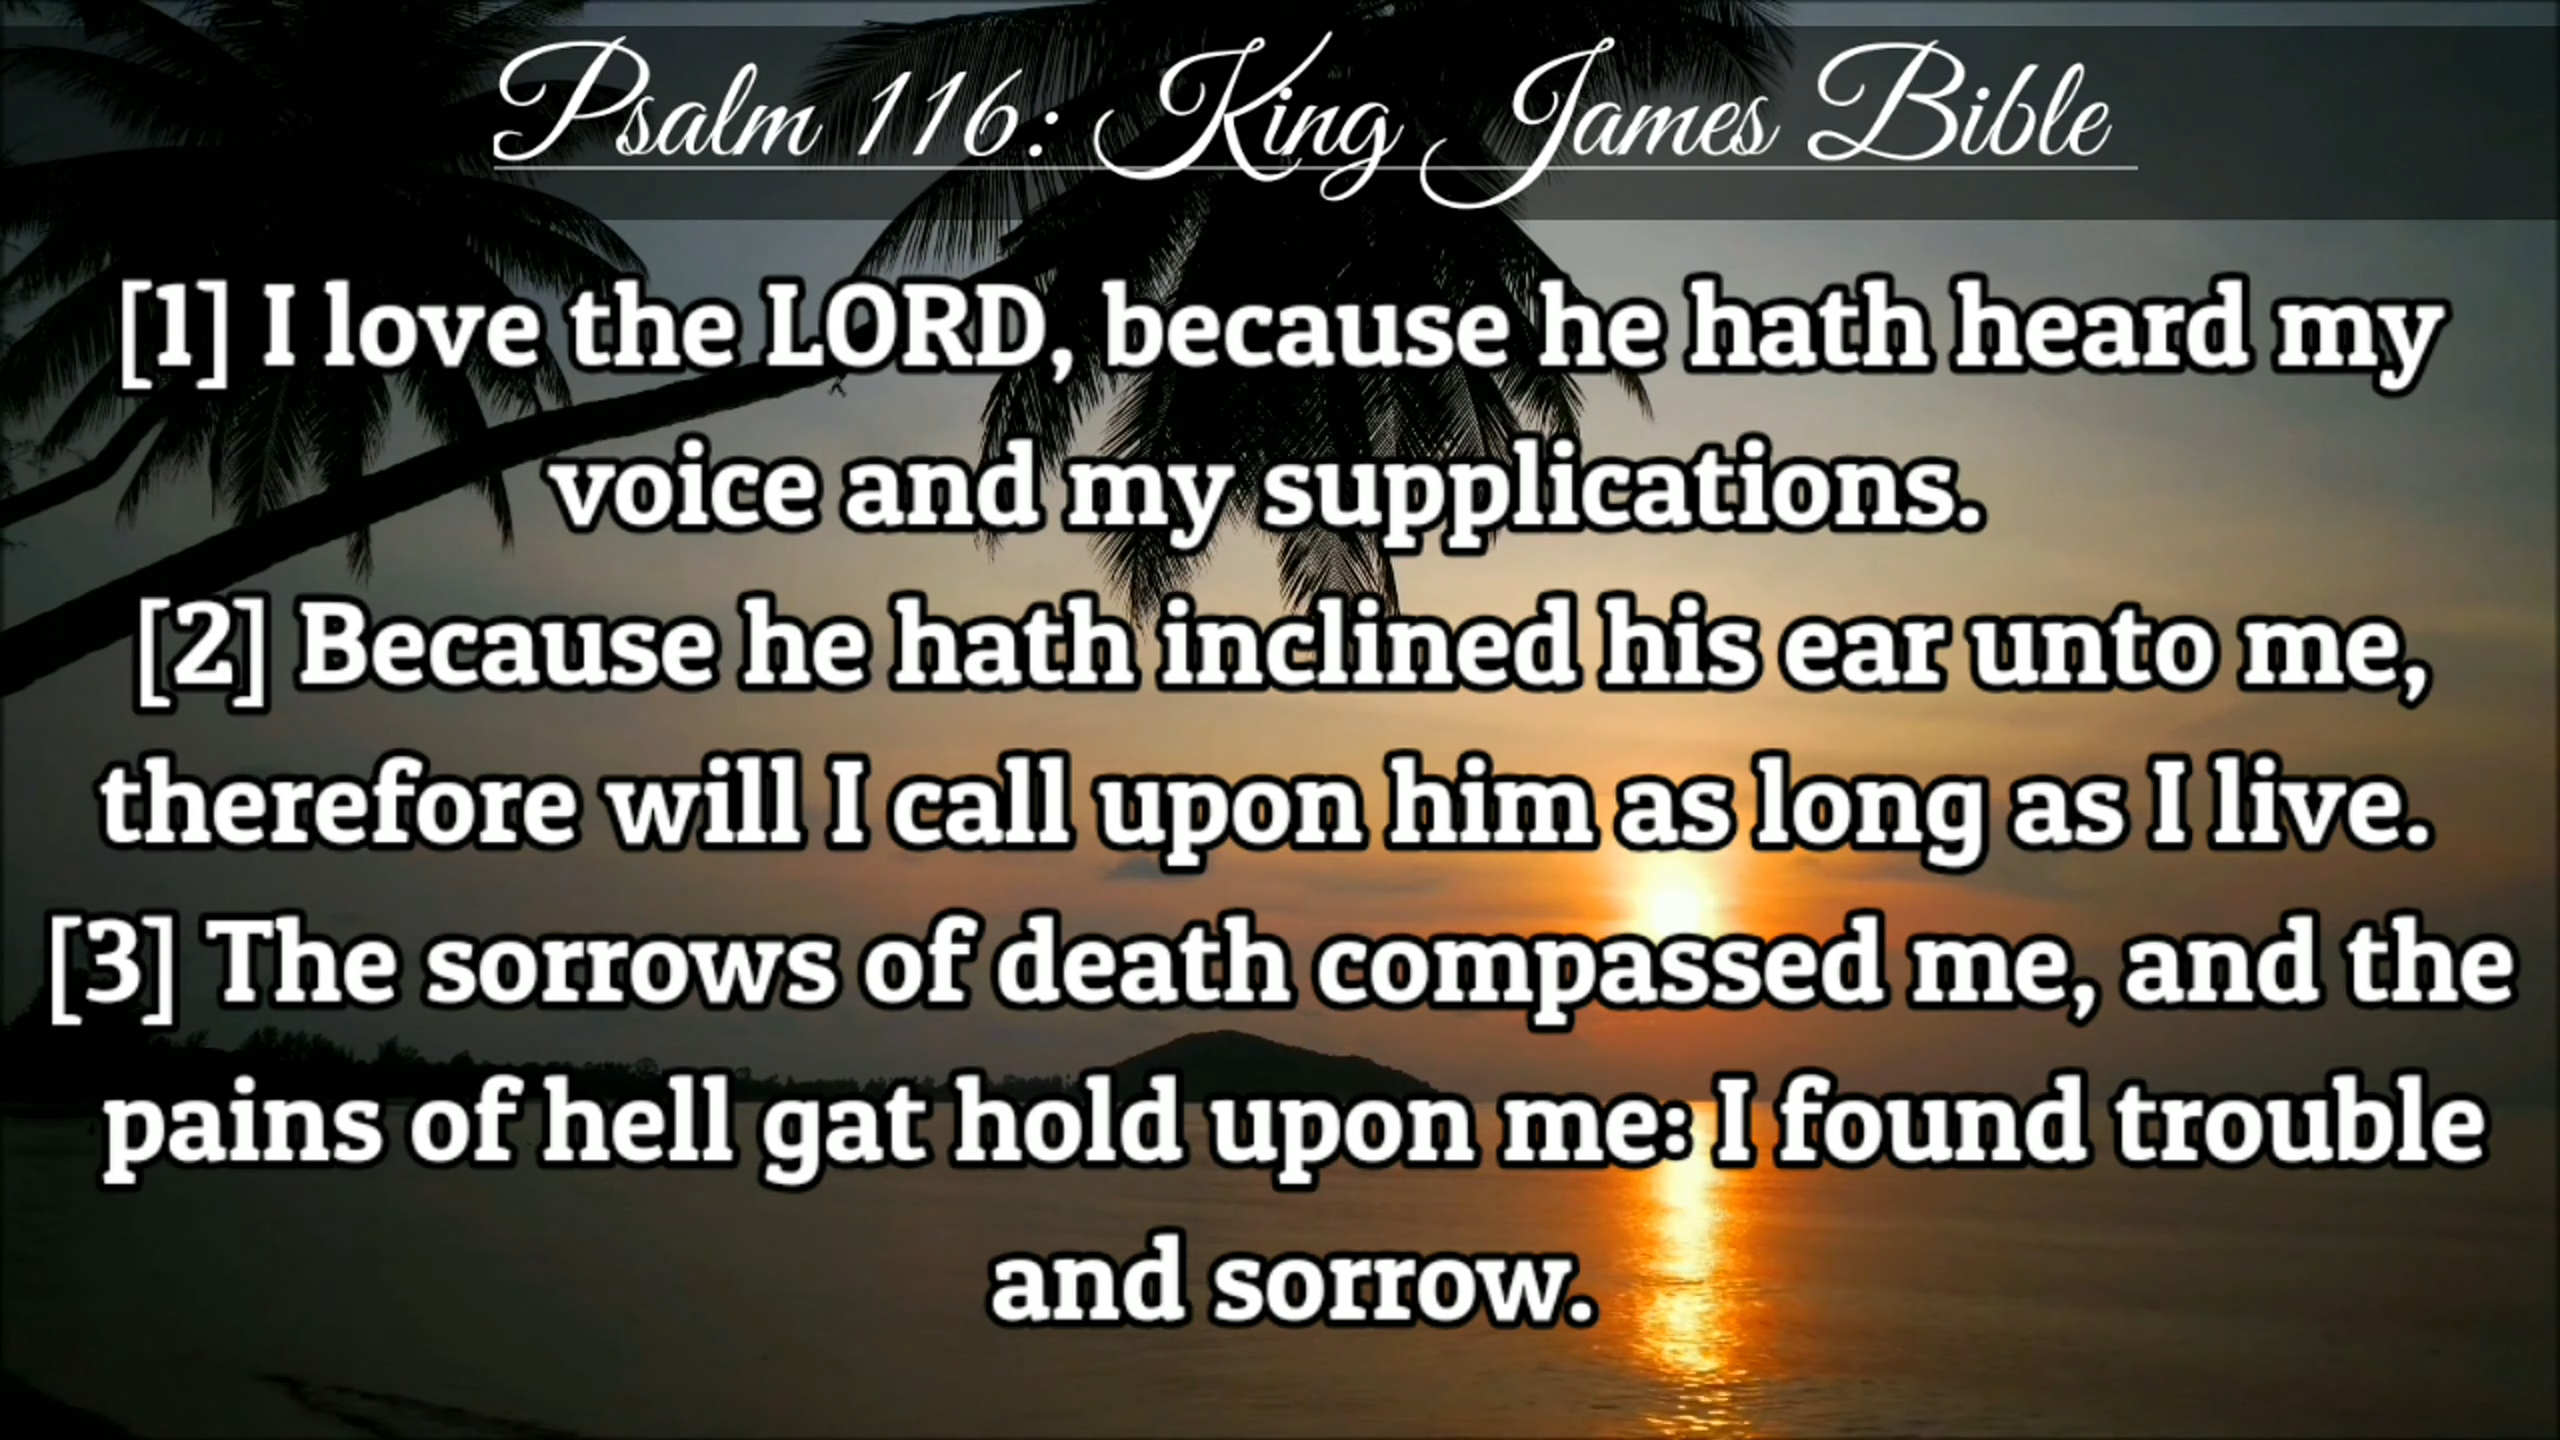 Psalm 116: King James Bible
[1] I love the LORD, because he hath heard my
voice and my supplications.
[2] Because he hath inclined his ear unto me,
therefore will I call upon him as long as I live.
[3] The sorrows of death compassed me, and the
pains of hell gat hold upon me: I found trouble
and sorrow.